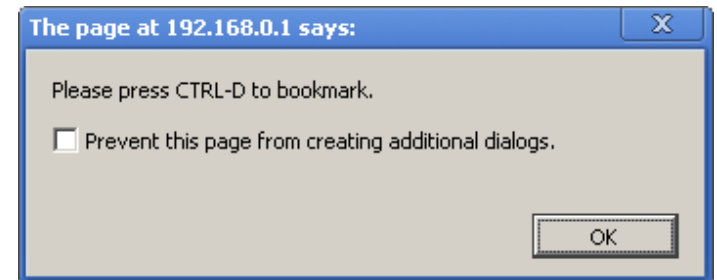 The page at 192.168.0.1 says:
X
Please press CTRL-D to bookmark.
Prevent this page from creating additional dialogs.
OK